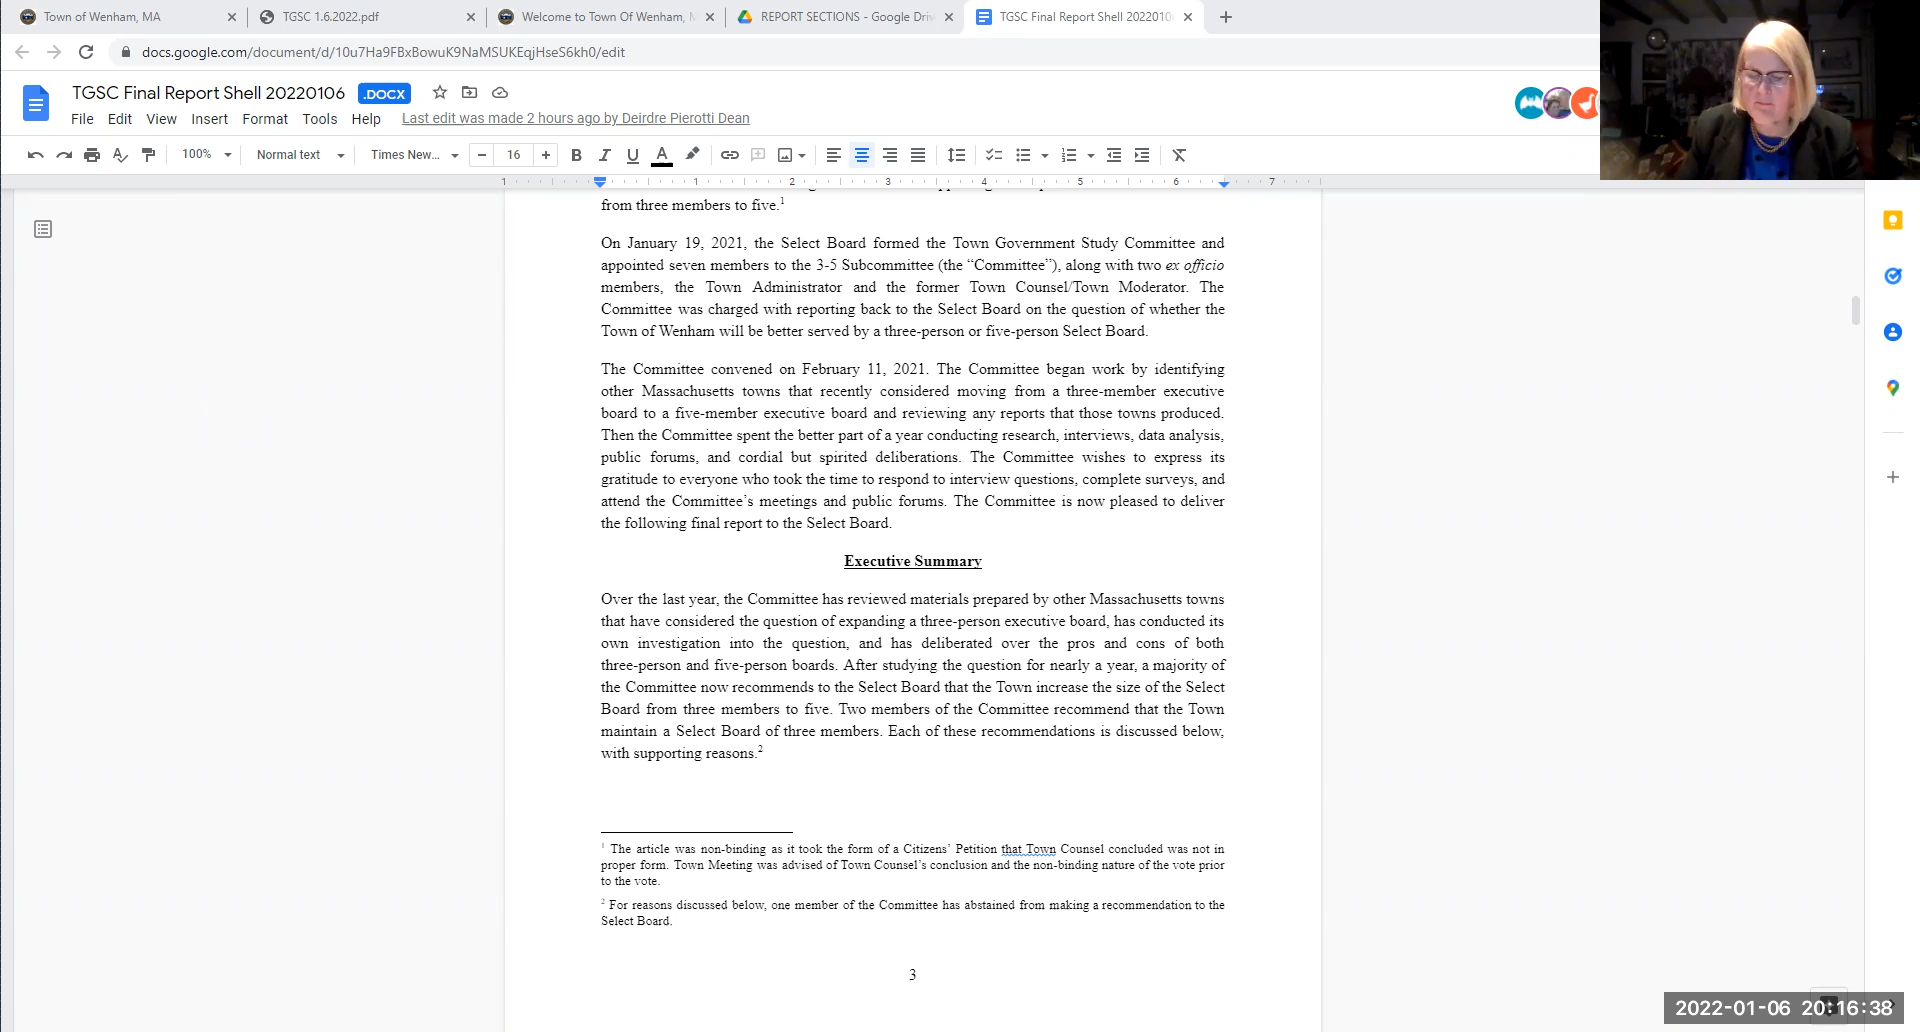 Town of Wenham, MA
TGSC 1.6.2022.pdf
Welcome to Town Of Wenham, M
REPORT SECTIONS - Google Driv
TGSC Final Report Shell 2022010
docs.google.com/document/d/10u7Ha9FBxBowuK9NaMSUKEqjHseS6kh0/edit
TGSC Final Report Shell 20220106
.DOCX
File Edit View Insert Format Tools Help Last edit was made 2 hours ago by Deirdre Pierotti Dean
100% Normal text Times New... 16
1 1 2 3 4 5 6 7
from three members to five.1
On January 19, 2021, the Select Board formed the Town Government Study Committee and
appointed seven members to the 3-5 Subcommittee (the “Committee”), along with two ex officio
members, the Town Administrator and the former Town Counsel/Town Moderator. The
Committee was charged with reporting back to the Select Board on the question of whether the
Town of Wenham will be better served by a three-person or five-person Select Board.
The Committee convened on February 11, 2021. The Committee began work by identifying
other Massachusetts towns that recently considered moving from a three-member executive
board to a five-member executive board and reviewing any reports that those towns produced.
Then the Committee spent the better part of a year conducting research, interviews, data analysis,
public forums, and cordial but spirited deliberations. The Committee wishes to express its
gratitude to everyone who took the time to respond to interview questions, complete surveys, and
attend the Committee’s meetings and public forums. The Committee is now pleased to deliver
the following final report to the Select Board.
Executive Summary
Over the last year, the Committee has reviewed materials prepared by other Massachusetts towns
that have considered the question of expanding a three-person executive board, has conducted its
own investigation into the question, and has deliberated over the pros and cons of both
three-person and five-person boards. After studying the question for nearly a year, a majority of
the Committee now recommends to the Select Board that the Town increase the size of the Select
Board from three members to five. Two members of the Committee recommend that the Town
maintain a Select Board of three members. Each of these recommendations is discussed below,
with supporting reasons.2
1 The article was non-binding as it took the form of a Citizens’ Petition that Town Counsel concluded was not in
proper form. Town Meeting was advised of Town Counsel’s conclusion and the non-binding nature of the vote prior
to the vote.
2 For reasons discussed below, one member of the Committee has abstained from making a recommendation to the
Select Board.
3
2022-01-06 20:16:38